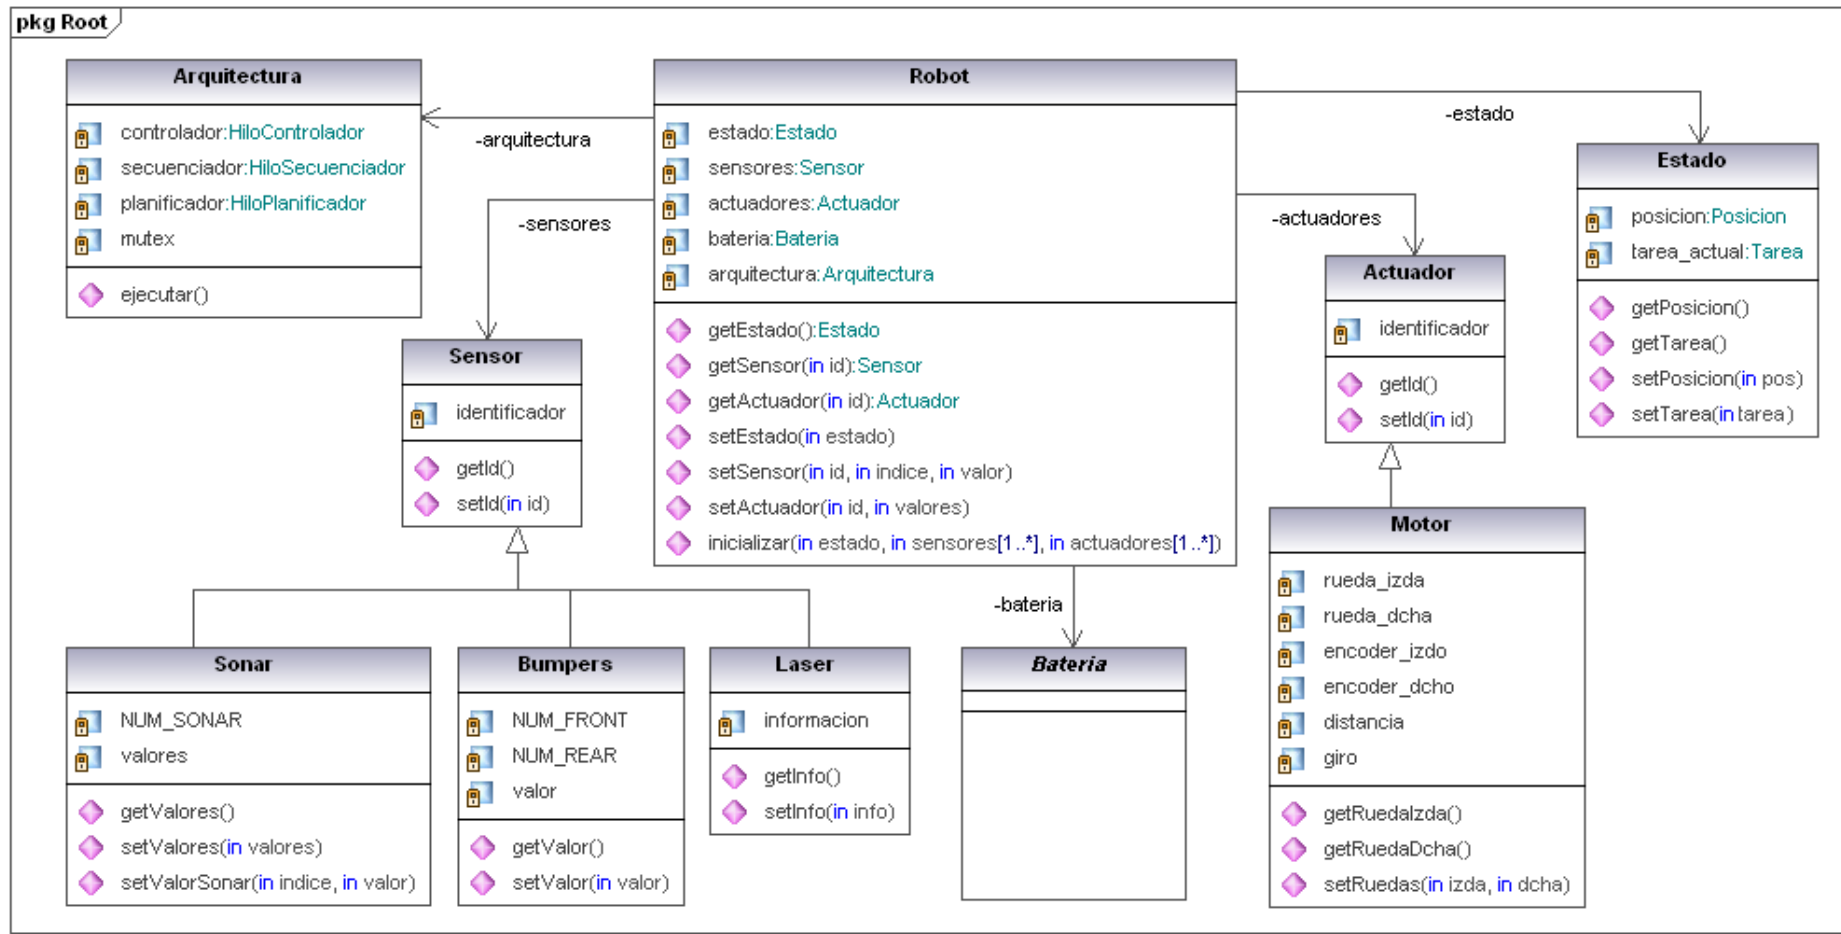 pkg Root
Arquitectura
controlador:HiloControlador
secuenciador:HiloSecuenciador
planificador:HiloPlanificador
mutex
ejecutar()
-arquitectura
-sensores
Robot
estado:Estado
sensores:Sensor
actuadores:Actuador
bateria:Bateria
arquitectura:Arquitectura
getEstado():Estado
getSensor(in id):Sensor
getActuador(in id):Actuador
setEstado(in estado)
setSensor(in id, in indice, in valor)
setActuador(in id, in valores)
inicializar(in estado, in sensores[1..*], in actuadores[1..*])
-estado
-actuadores
-bateria
Estado
posicion:Posicion
tarea_actual:Tarea
getPosicion()
getTarea()
setPosicion(in pos)
setTarea(in tarea)
Actuador
identificador
getId()
setId(in id)
Sensor
identificador
getId()
setId(in id)
Sonar
NUM_SONAR
valores
getValores()
setValores(in valores)
setValorSonar(in indice, in valor)
Bumpers
NUM_FRONT
NUM_REAR
valor
getValor()
setValor(in valor)
Laser
informacion
getInfo()
setInfo(in info)
Bateria
Motor
rueda_izda
rueda_dcha
encoder_izdo
encoder_dcho
distancia
giro
getRuedaIzda()
getRuedaDcha()
setRuedas(in izda, in dcha)